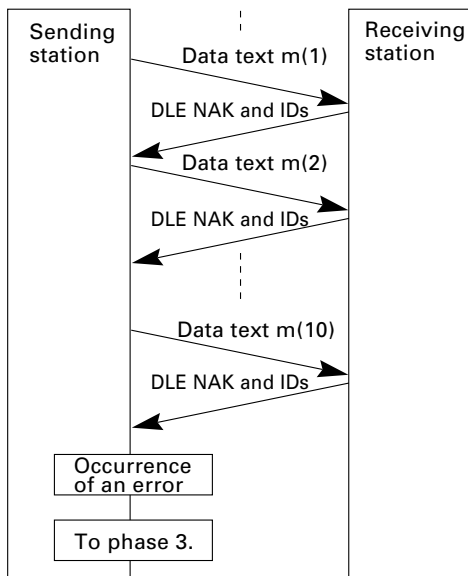 Sending
station
Receiving
station
Data text m(1)
DLE NAK and IDs
Data text m(2)
DLE NAK and IDs
Data text m(10)
DLE NAK and IDs
Occurrence
of an error
To phase 3.